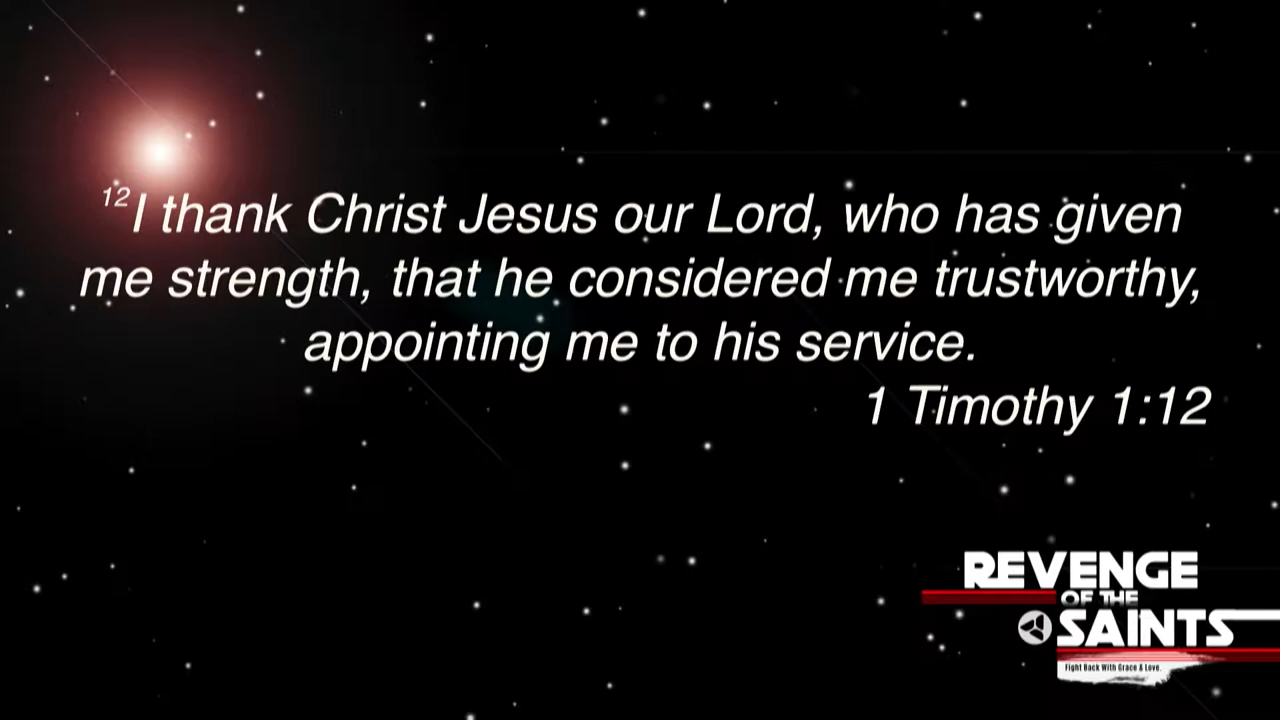 12 I thank Christ Jesus our Lord, who has given
me strength, that he considered me trustworthy,
appointing me to his service.
1 Timothy 1:12
REVENGE
OF THE
SAINTS
Fight Back With Grace & Love.